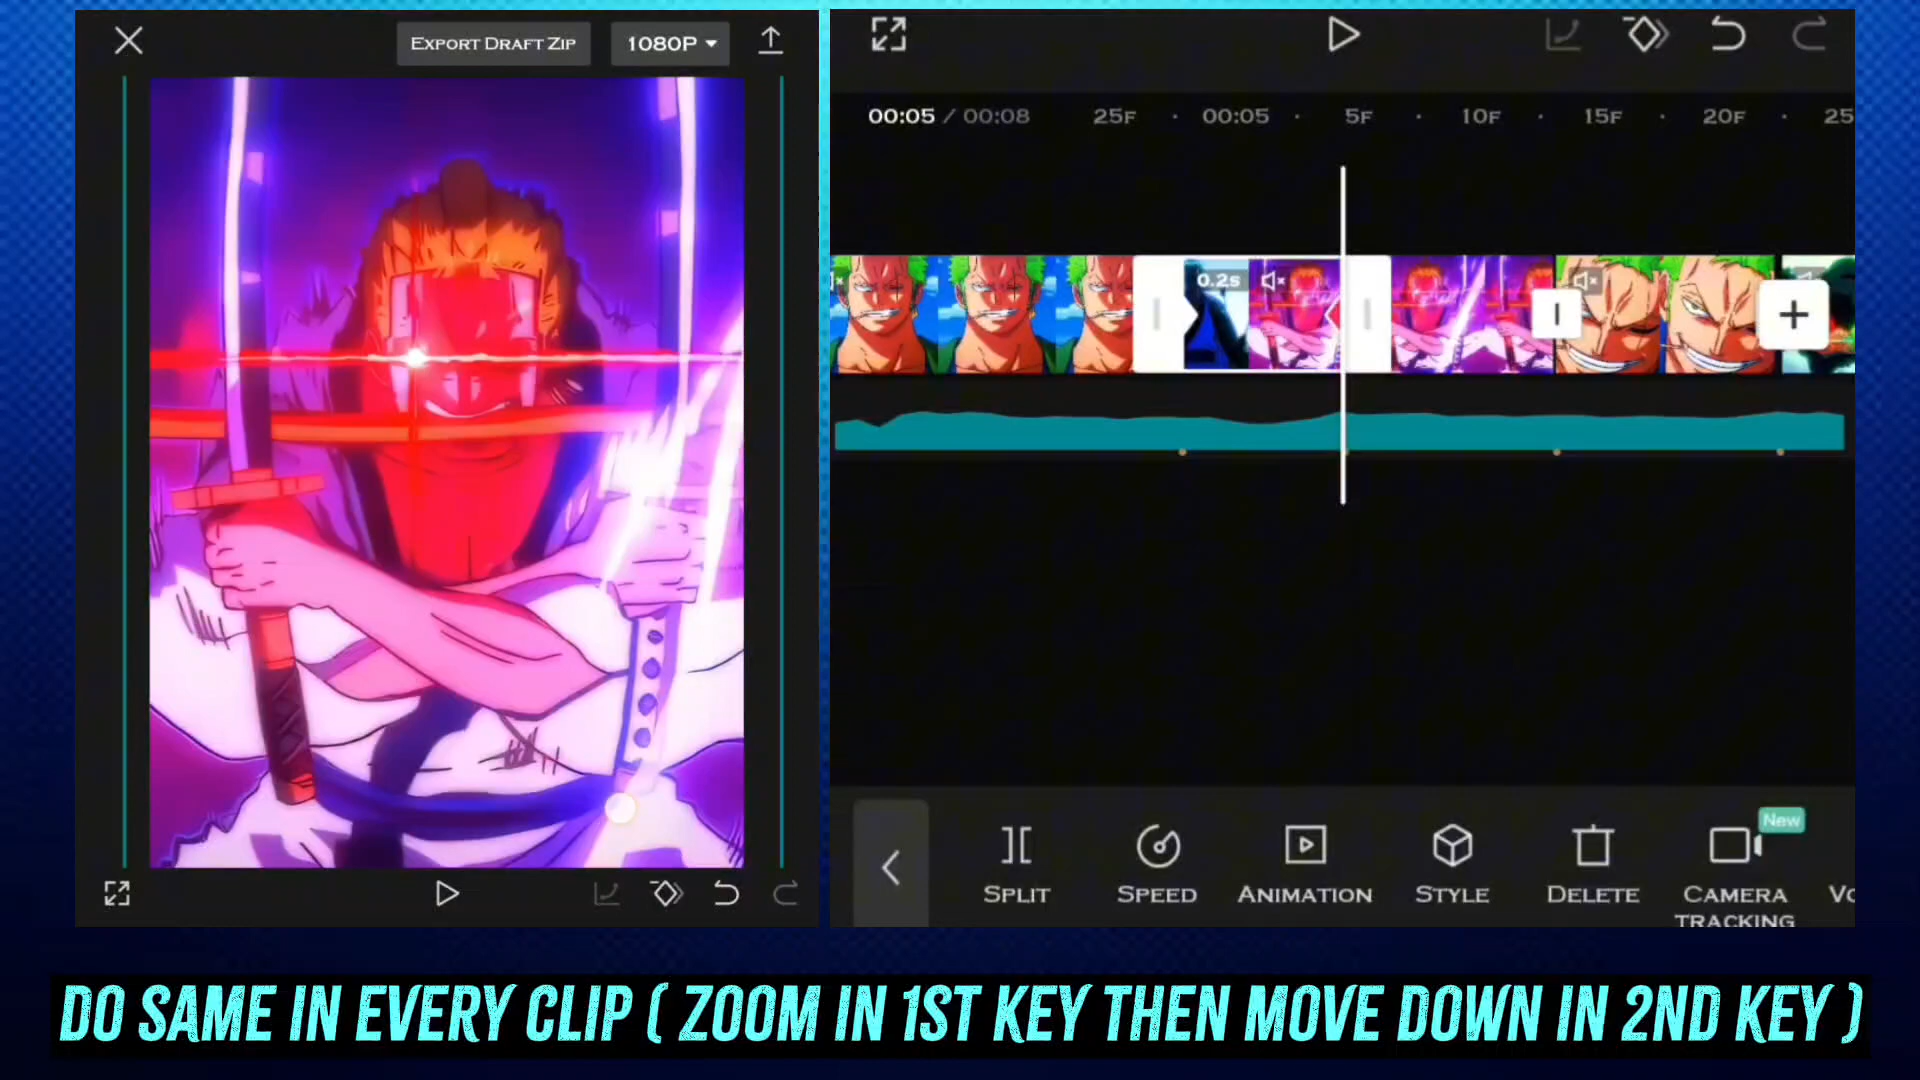 EXPORT DRAFT ZIP
1080P
00:05 / 00:08
25F
00:05
5F
10F
15F
20F
25
0.2s
SPLIT
SPEED
ANIMATION
STYLE
DELETE
New
CAMERA
TRACKING
VO
DO SAME IN EVERY CLIP ( ZOOM IN 1ST KEY THEN MOVE DOWN IN 2ND KEY )